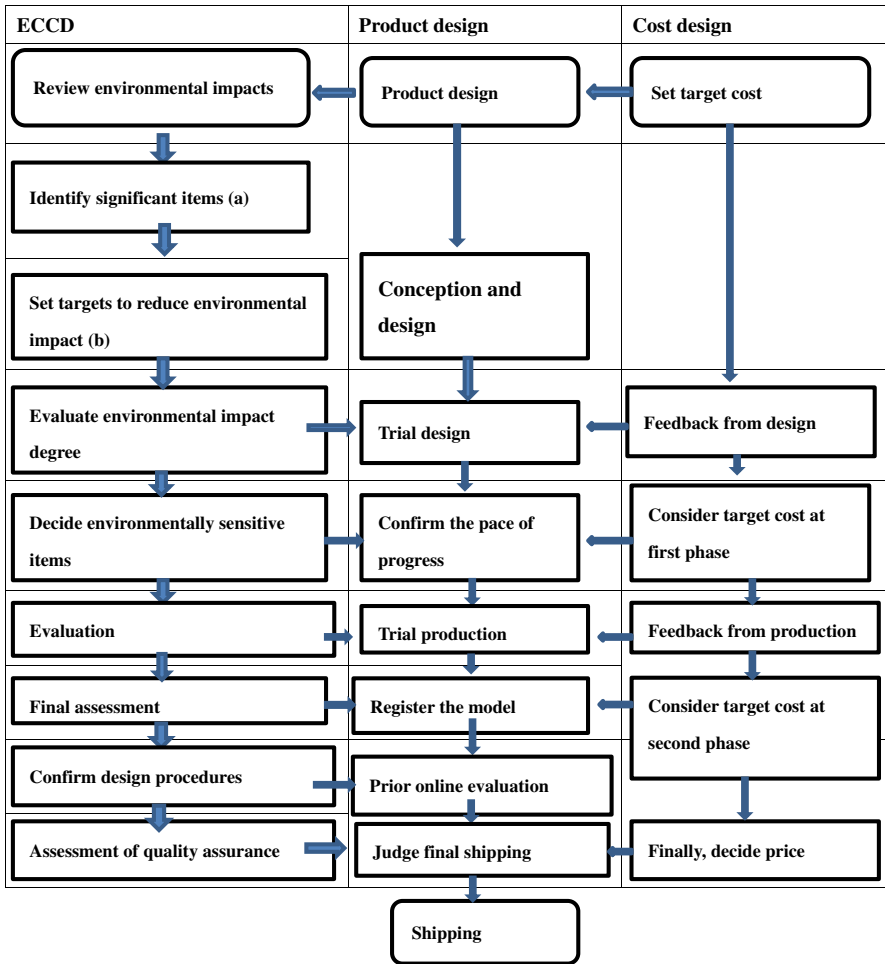 ECCD
Product design
Cost design
Review environmental impacts
Product design
Set target cost
Identify significant items (a)
Conception and
design
Set targets to reduce environmental
impact (b)
Evaluate environmental impact
degree
Trial design
Feedback from design
Decide environmentally sensitive
items
Confirm the pace of
progress
Consider target cost at
first phase
Evaluation
Trial production
Feedback from production
Final assessment
Register the model
Consider target cost at
second phase
Confirm design procedures
Prior online evaluation
Assessment of quality assurance
Judge final shipping
Finally, decide price
Shipping